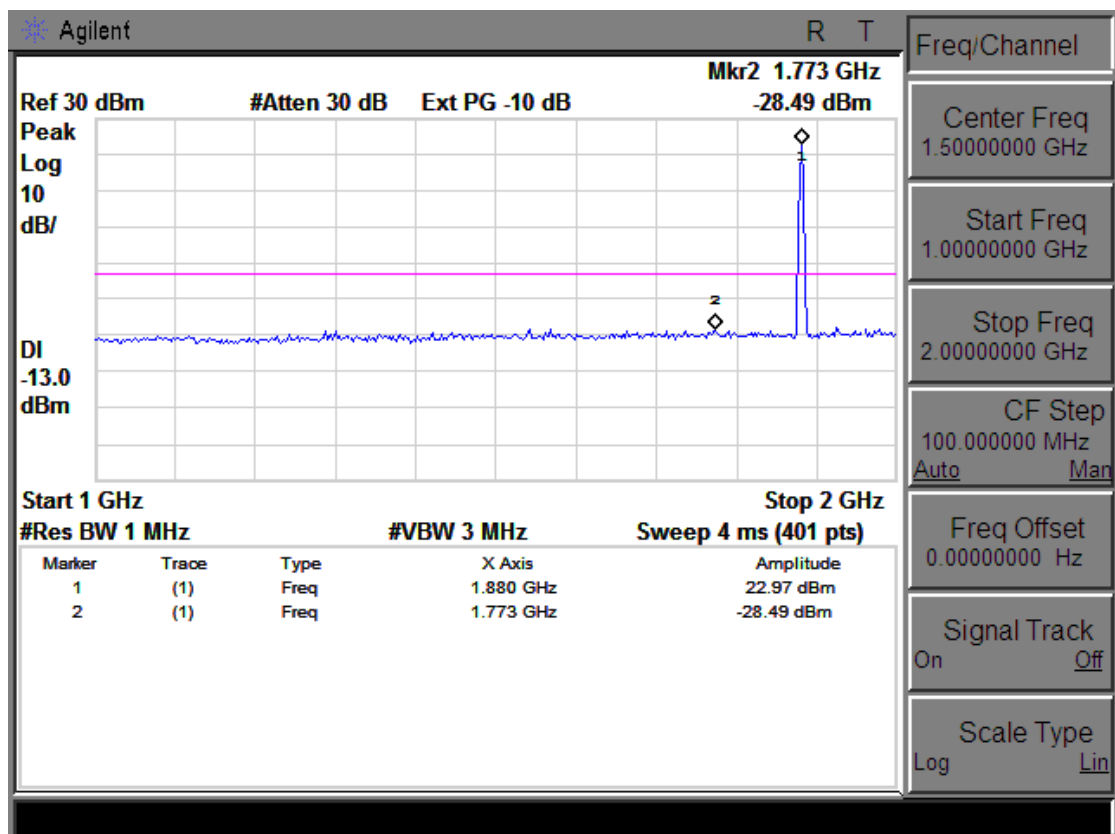 Agilent R T
Mkr2 1.773 GHz
Ref 30 dBm #Atten 30 dB Ext PG -10 dB -28.49 dBm
Peak
Log
10
dB/
1
2
DI
-13.0
dBm
Start 1 GHz Stop 2 GHz
#Res BW 1 MHz #VBW 3 MHz Sweep 4 ms (401 pts)
Marker Trace Type X Axis Amplitude
1 (1) Freq 1.880 GHz 22.97 dBm
2 (1) Freq 1.773 GHz -28.49 dBm
Freq/Channel
Center Freq
1.50000000 GHz
Start Freq
1.00000000 GHz
Stop Freq
2.00000000 GHz
CF Step
100.000000 MHz
Auto Man
Freq Offset
0.00000000 Hz
Signal Track
On Off
Scale Type
Log Lin